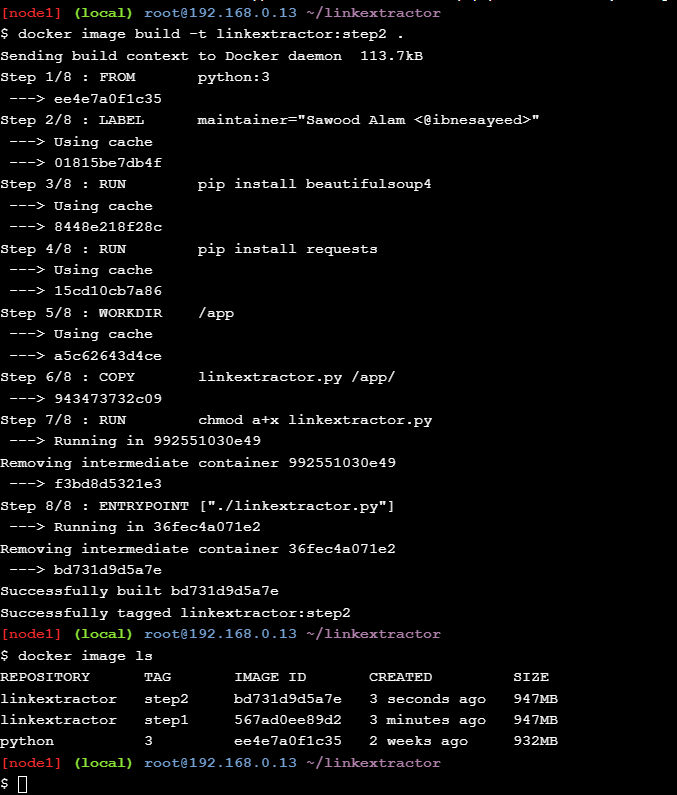 [node1] (local) root@192.168.0.13 ~/linkextractor
$ docker image build -t linkextractor:step2 .
Sending build context to Docker daemon  113.7kB
Step 1/8 : FROM       python:3
 ---> ee4e7a0f1c35
Step 2/8 : LABEL      maintainer="Sawood Alam <@ibnesayeed>"
 ---> Using cache
 ---> 01815be7db4f
Step 3/8 : RUN        pip install beautifulsoup4
 ---> Using cache
 ---> 8448e218f28c
Step 4/8 : RUN        pip install requests
 ---> Using cache
 ---> 15cd10cb7a86
Step 5/8 : WORKDIR    /app
 ---> Using cache
 ---> a5c62643d4ce
Step 6/8 : COPY       linkextractor.py /app/
 ---> 943473732c09
Step 7/8 : RUN        chmod a+x linkextractor.py
 ---> Running in 992551030e49
Removing intermediate container 992551030e49
 ---> f3bd8d5321e3
Step 8/8 : ENTRYPOINT ["./linkextractor.py"]
 ---> Running in 36fec4a071e2
Removing intermediate container 36fec4a071e2
 ---> bd731d9d5a7e
Successfully built bd731d9d5a7e
Successfully tagged linkextractor:step2
[node1] (local) root@192.168.0.13 ~/linkextractor
$ docker image ls
REPOSITORY      TAG       IMAGE ID       CREATED         SIZE
linkextractor   step2     bd731d9d5a7e   3 seconds ago   947MB
linkextractor   step1     567ad0ee89d2   3 minutes ago   947MB
python          3         ee4e7a0f1c35   2 weeks ago     932MB
[node1] (local) root@192.168.0.13 ~/linkextractor
$